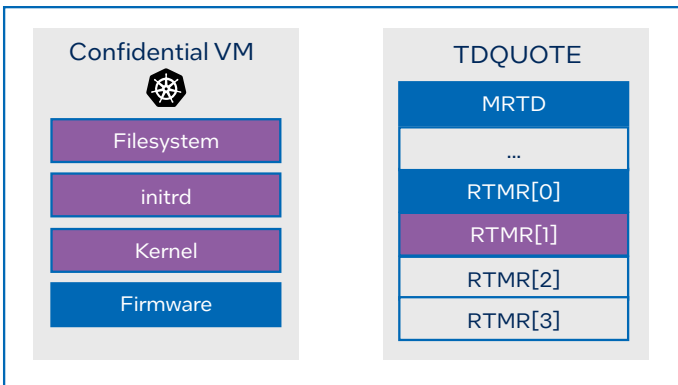 Confidential VM
Filesystem
initrd
Kernel
Firmware
TDQUOTE
MRTD
...
RTMR[0]
RTMR[1]
RTMR[2]
RTMR[3]